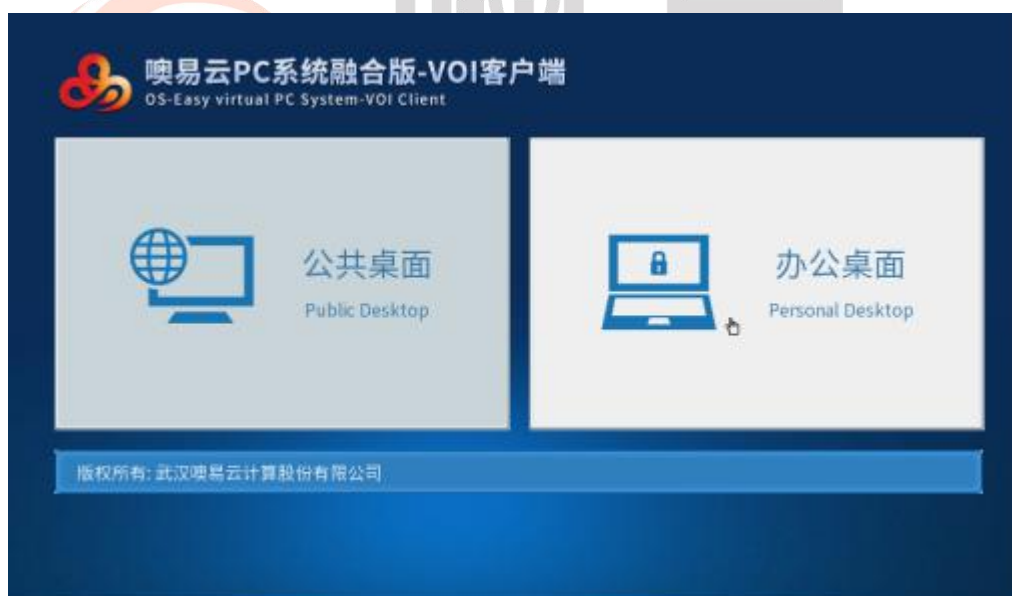 噢易云PC系统融合版-VOI客户端
OS-Easy virtual PC System-VOI Client
公共桌面
Public Desktop
办公桌面
Personal Desktop
版权所有: 武汉噢易云计算股份有限公司